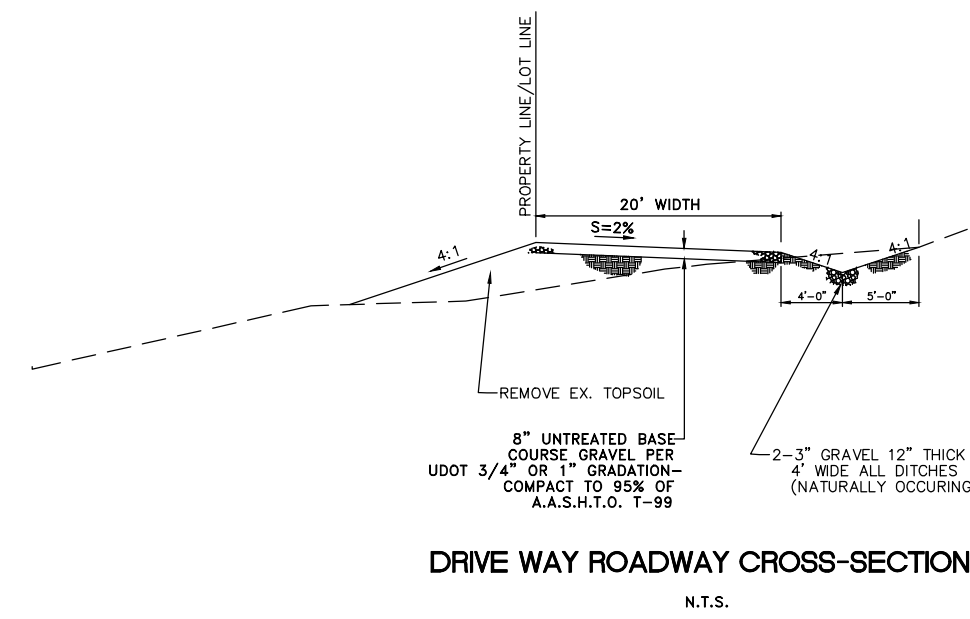 PROPERTY LINE/LOT LINE
20' WIDTH
S=2%
4:1
4:1
4:1
4'-0"
5'-0"
REMOVE EX. TOPSOIL
8" UNTREATED BASE
COURSE GRAVEL PER
UDOT 3/4" OR 1" GRADATION-
COMPACT TO 95% OF
A.A.S.H.T.O. T-99
2-3" GRAVEL 12" THICK
4' WIDE ALL DITCHES
(NATURALLY OCCURING
DRIVE WAY ROADWAY CROSS-SECTION
N.T.S.